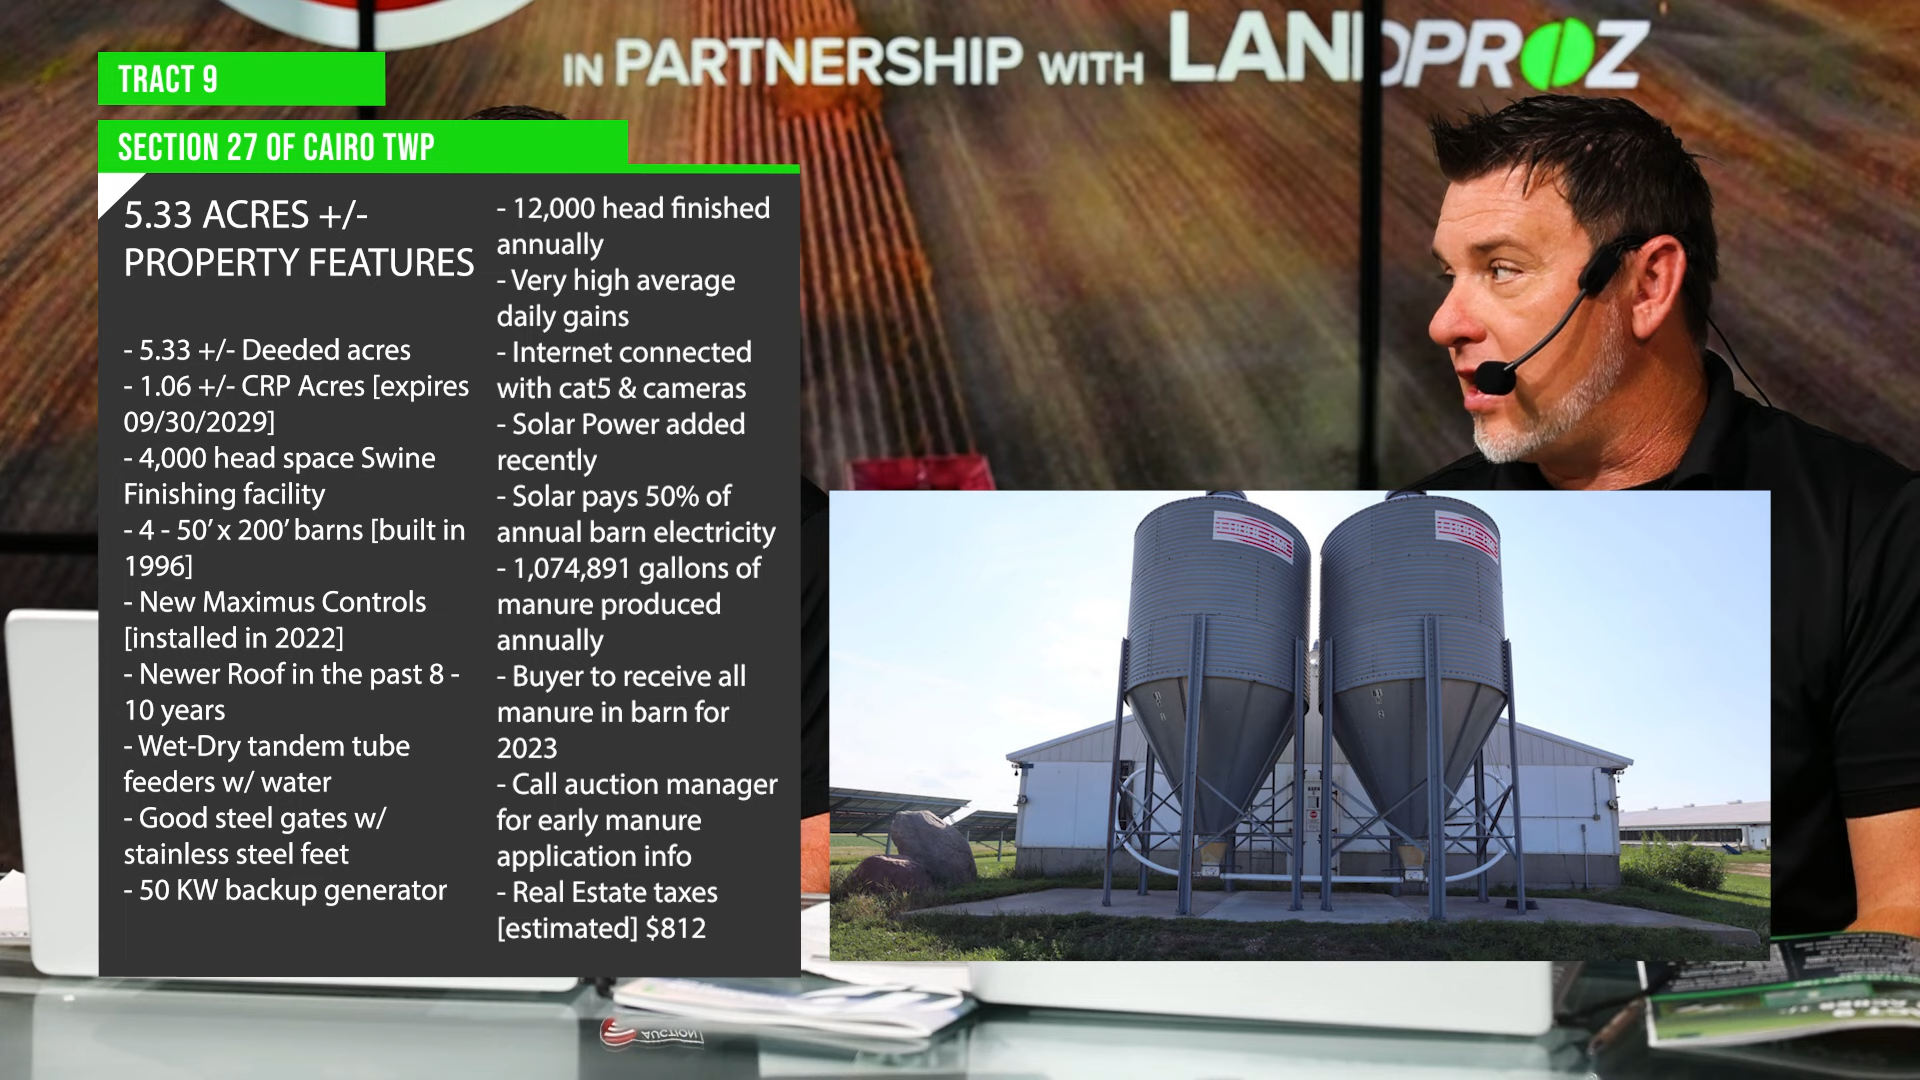 IN PARTNERSHIP WITH LANDPROZ
TRACT 9
SECTION 27 OF CAIRO TWP
5.33 ACRES +/-
PROPERTY FEATURES
- 5.33 +/- Deeded acres
- 1.06 +/- CRP Acres [expires
09/30/2029]
- 4,000 head space Swine
Finishing facility
- 4 - 50’ x 200’ barns [built in
1996]
- New Maximus Controls
[installed in 2022]
- Newer Roof in the past 8 -
10 years
- Wet-Dry tandem tube
feeders w/ water
- Good steel gates w/
stainless steel feet
- 50 KW backup generator
- 12,000 head finished
annually
- Very high average
daily gains
- Internet connected
with cat5 & cameras
- Solar Power added
recently
- Solar pays 50% of
annual barn electricity
- 1,074,891 gallons of
manure produced
annually
- Buyer to receive all
manure in barn for
2023
- Call auction manager
for early manure
application info
- Real Estate taxes
[estimated] $812
AUCTION